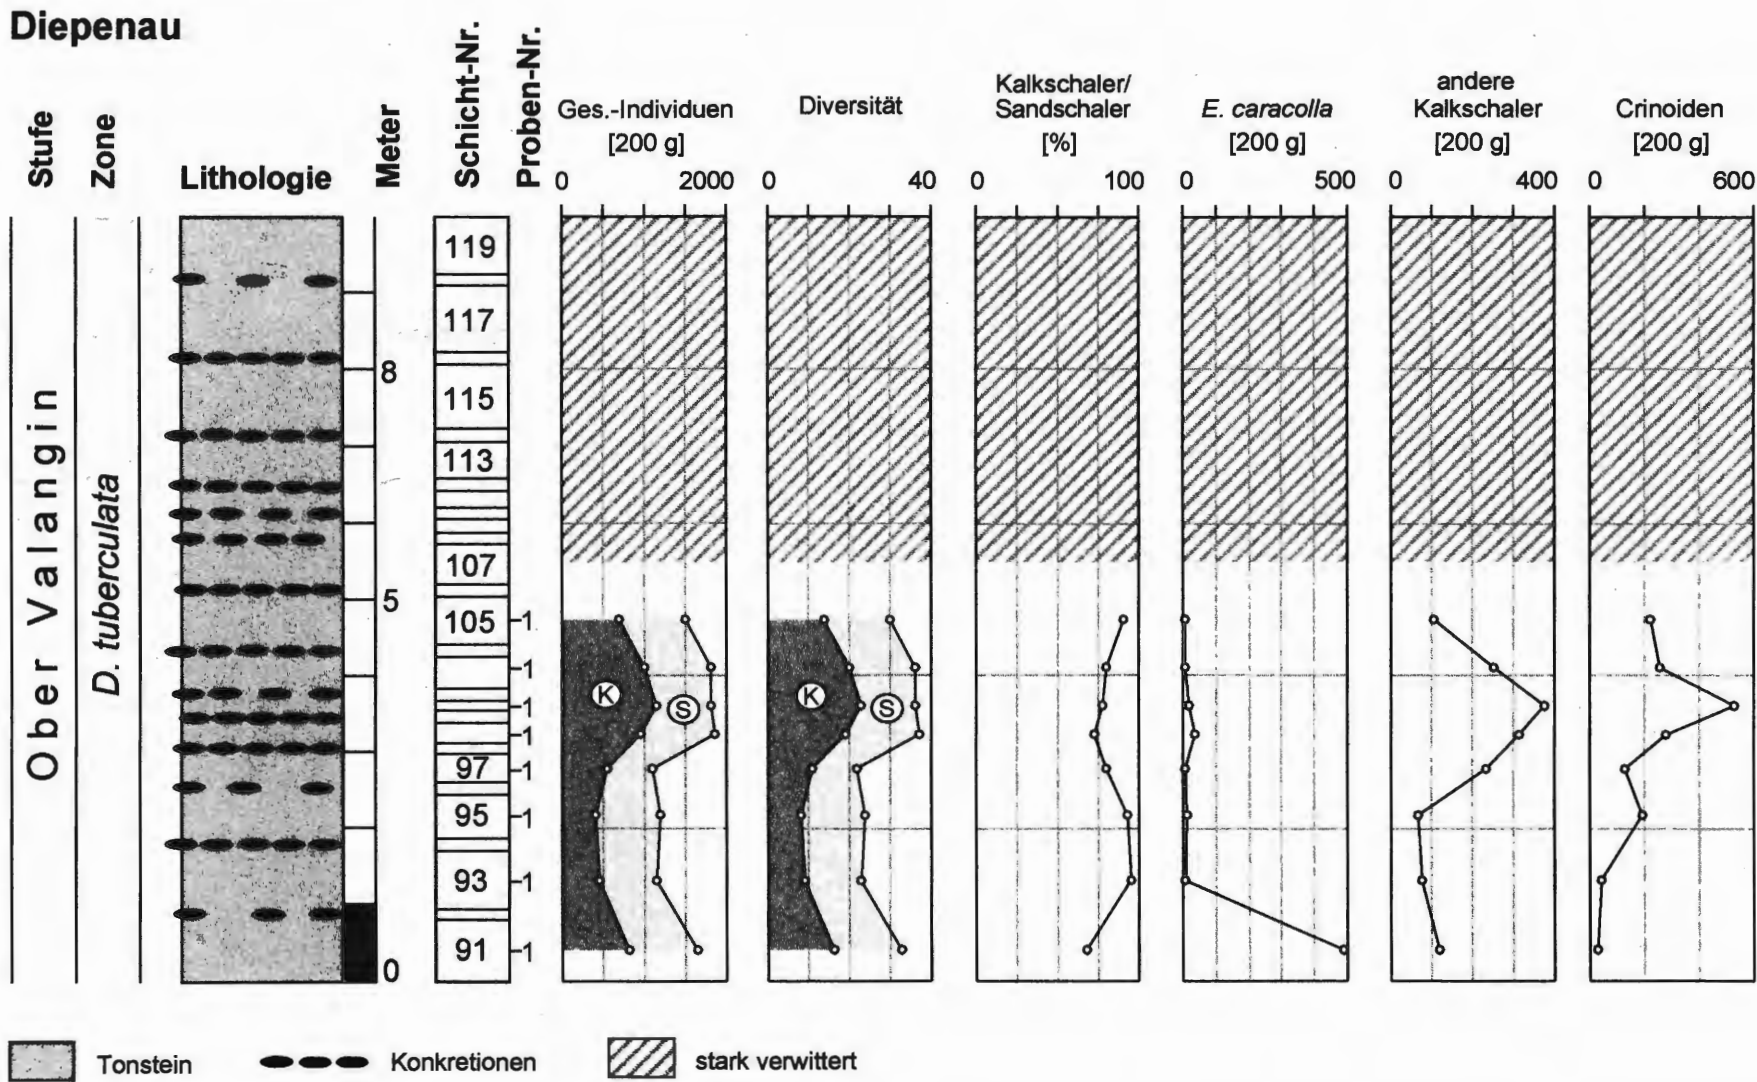 Diepenau
Stufe
Zone
Lithologie
Meter
Schicht-Nr.
Proben-Nr.
Ges.-Individuen
[200 g]
0 2000
Diversität
0 40
Kalkschaler/
Sandschaler
[%]
0 100
E. caracolla
[200 g]
0 500
andere
Kalkschaler
[200 g]
0 400
Crinoiden
[200 g]
0 600
Ober Valangin
D. tuberculata
8
5
0
119
117
115
113
107
105
97
95
93
91
1
1
1
1
1
1
1
1
K
S
K
S
Tonstein
Konkretionen
stark verwittert